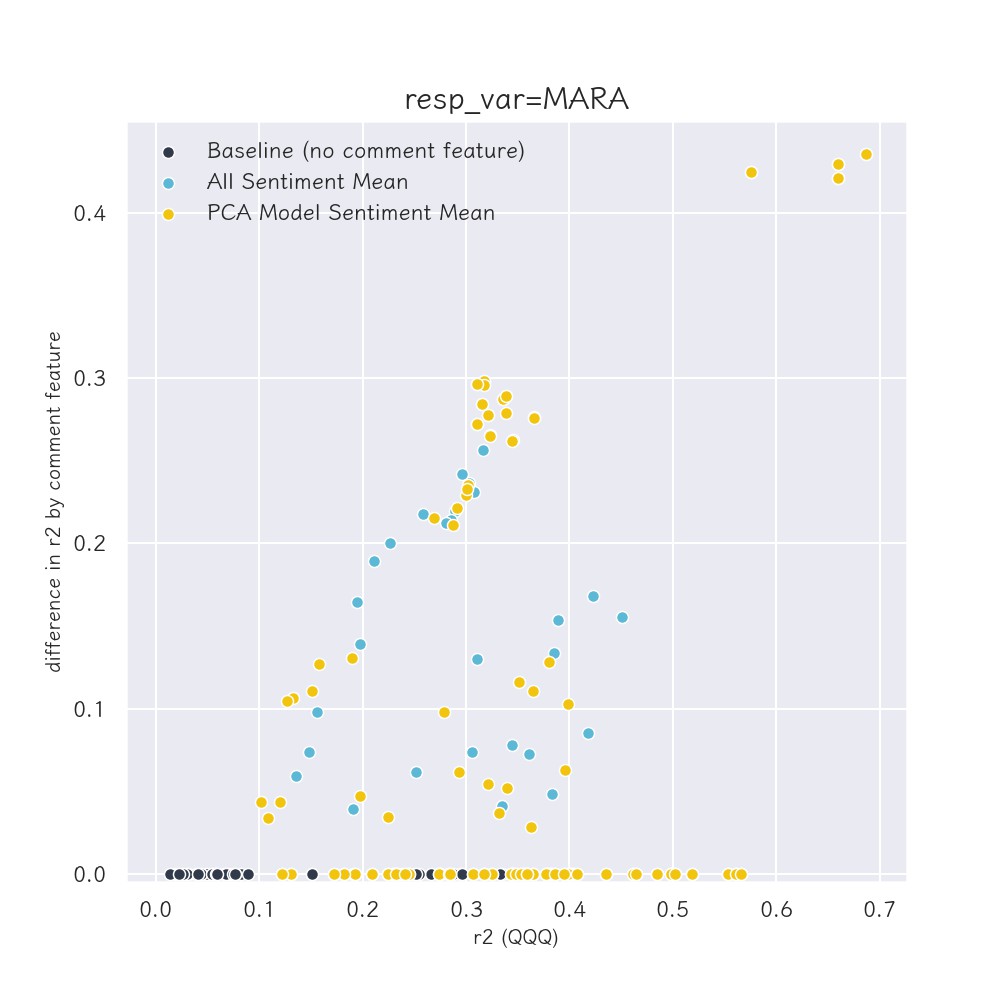 resp_var=MARA
Baseline (no comment feature)
All Sentiment Mean
PCA Model Sentiment Mean
difference in r2 by comment feature
0.4
0.3
0.2
0.1
0.0
0.0 0.1 0.2 0.3 0.4 0.5 0.6 0.7
r2 (QQQ)